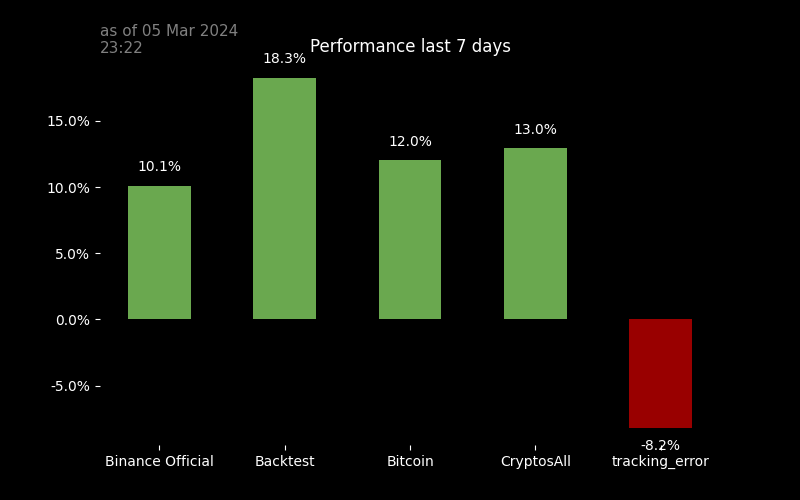 as of 05 Mar 2024
23:22
Performance last 7 days
18.3%
15.0%
13.0%
12.0%
10.1%
10.0%
5.0%
0.0%
-5.0%
-8.2%
Binance Official
Backtest
Bitcoin
CryptosAll
tracking_error